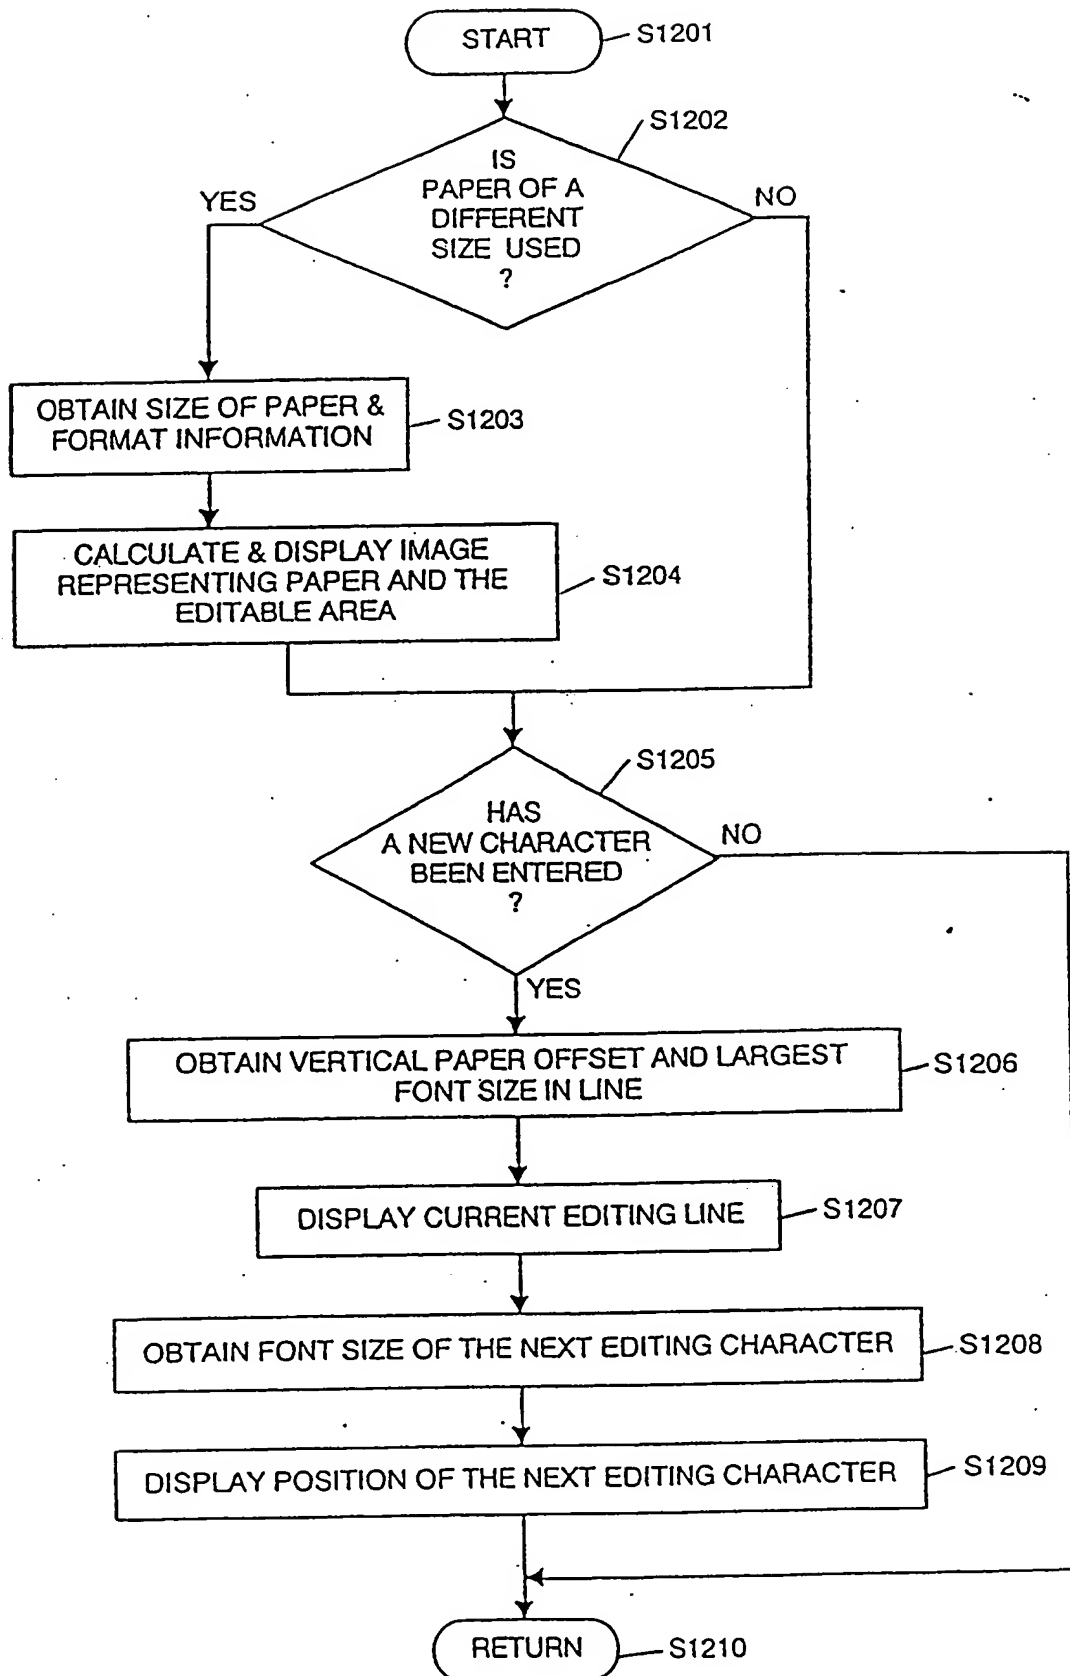 START
S1201
S1202
IS
PAPER OF A
DIFFERENT
SIZE USED
?
YES
NO
OBTAIN SIZE OF PAPER &
FORMAT INFORMATION
S1203
CALCULATE & DISPLAY IMAGE
REPRESENTING PAPER AND THE
EDITABLE AREA
S1204
S1205
HAS
A NEW CHARACTER
BEEN ENTERED
?
NO
YES
OBTAIN VERTICAL PAPER OFFSET AND LARGEST
FONT SIZE IN LINE
S1206
DISPLAY CURRENT EDITING LINE
S1207
OBTAIN FONT SIZE OF THE NEXT EDITING CHARACTER
S1208
DISPLAY POSITION OF THE NEXT EDITING CHARACTER
S1209
RETURN
S1210